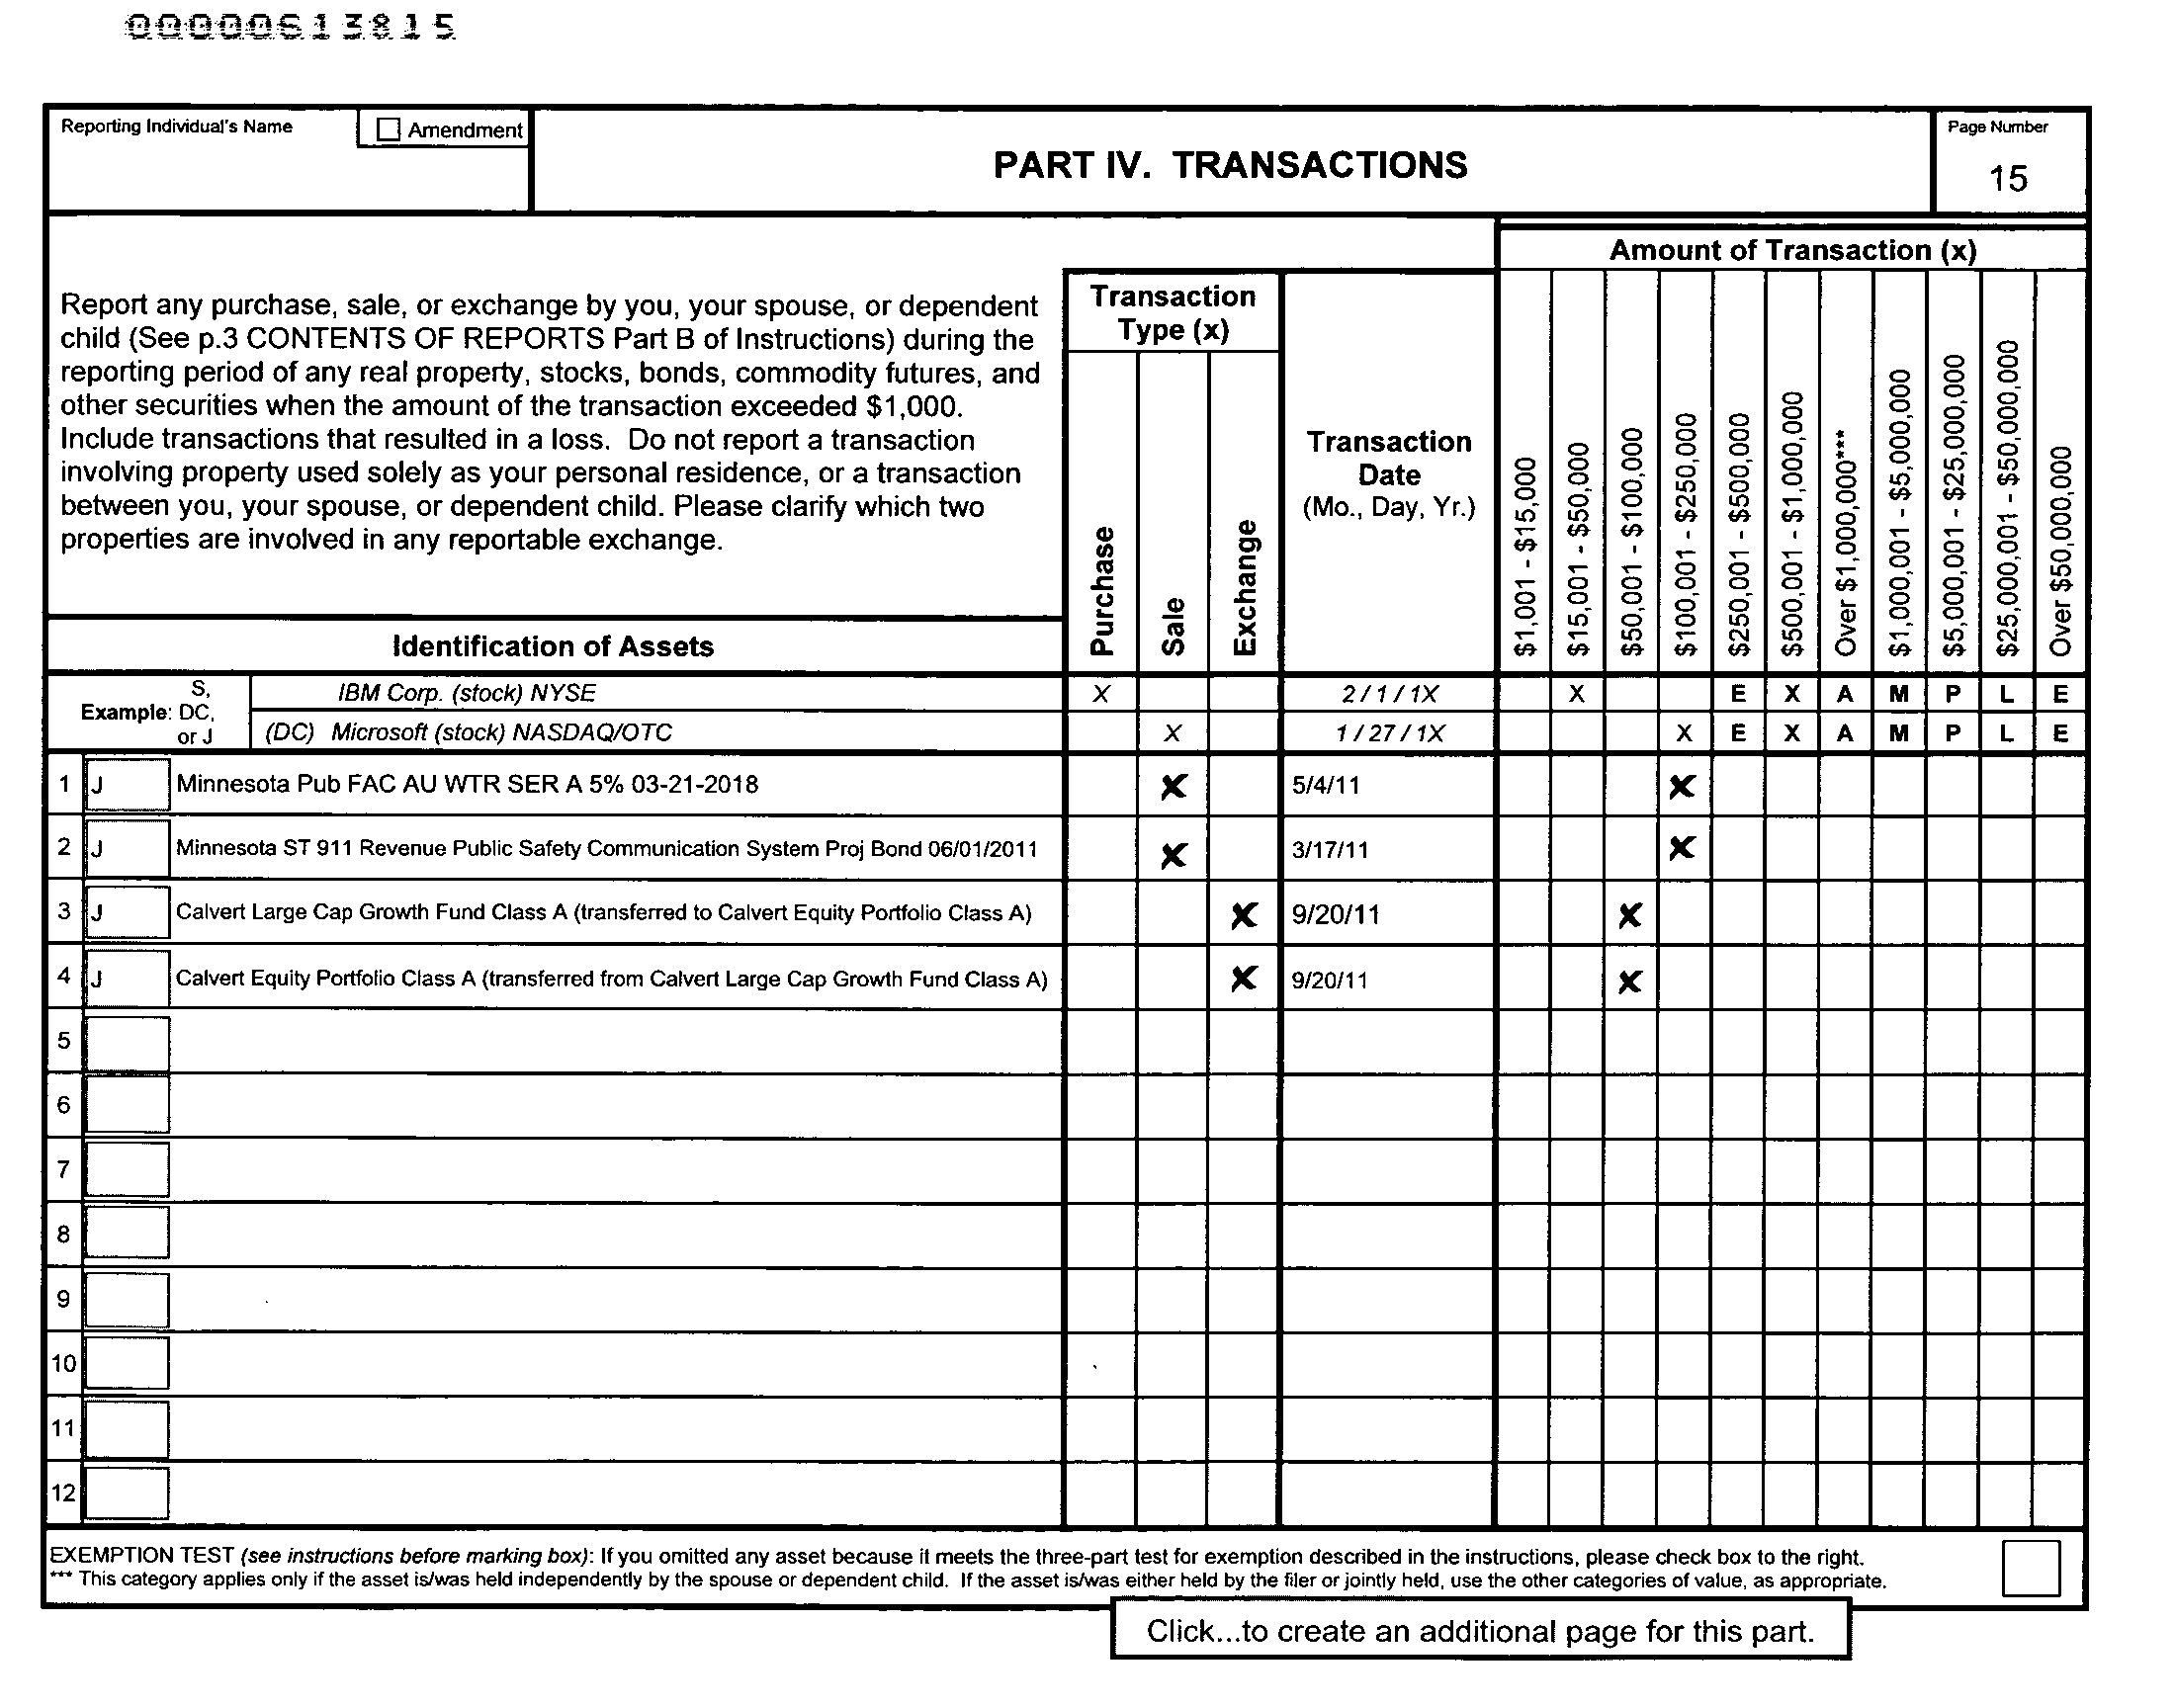 00000613815
Reporting Individual's Name
Amendment
PART IV. TRANSACTIONS
Page Number
15
Report any purchase, sale, or exchange by you, your spouse, or dependent
child (See p.3 CONTENTS OF REPORTS Part B of Instructions) during the
reporting period of any real property, stocks, bonds, commodity futures, and
other securities when the amount of the transaction exceeded $1,000.
Include transactions that resulted in a loss. Do not report a transaction
involving property used solely as your personal residence, or a transaction
between you, your spouse, or dependent child. Please clarify which two
properties are involved in any reportable exchange.
Identification of Assets
Transaction
Type (x)
Purchase
Sale
Exchange
Transaction
Date
(Mo., Day, Yr.)
Amount of Transaction (x)
$1,001 - $15,000
$15,001 - $50,000
$50,001 - $100,000
$100,001 - $250,000
$250,001 - $500,000
$500,001 - $1,000,000
Over $1,000,000***
$1,000,001 - $5,000,000
$5,000,001 - $25,000,000
$25,000,001 - $50,000,000
Over $50,000,000
Example: S,
DC,
or J
IBM Corp. (stock) NYSE X 2 / 1 / 1X X E X A M P L E
(DC) Microsoft (stock) NASDAQ/OTC X 1 / 27 / 1X X E X A M P L E
1 J Minnesota Pub FAC AU WTR SER A 5% 03-21-2018 X 5/4/11 X
2 J Minnesota ST 911 Revenue Public Safety Communication System Proj Bond 06/01/2011 X 3/17/11 X
3 J Calvert Large Cap Growth Fund Class A (transferred to Calvert Equity Portfolio Class A) X 9/20/11 X
4 J Calvert Equity Portfolio Class A (transferred from Calvert Large Cap Growth Fund Class A) X 9/20/11 X
5
6
7
8
9
10
11
12
EXEMPTION TEST (see instructions before marking box): If you omitted any asset because it meets the three-part test for exemption described in the instructions, please check box to the right.
*** This category applies only if the asset is/was held independently by the spouse or dependent child. If the asset is/was either held by the filer or jointly held, use the other categories of value, as appropriate.
Click...to create an additional page for this part.